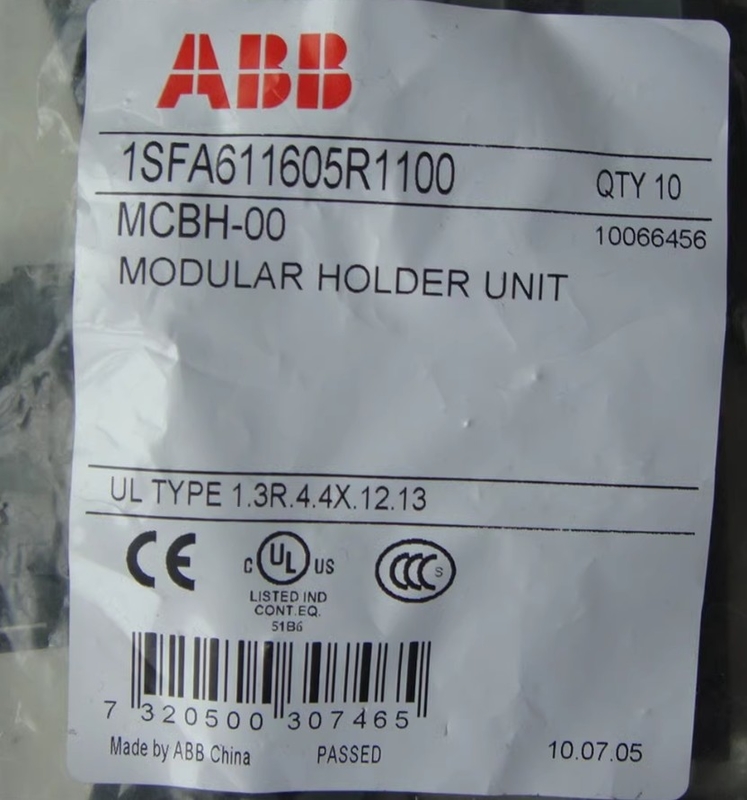 ABB
1SFA611605R1100 QTY 10
MCBH-00 10066456
MODULAR HOLDER UNIT
UL TYPE 1.3R.4.4X.12.13
CE C UL US CCC S
LISTED IND
CONT.EQ.
51B6
7 320500 307465
Made by ABB China PASSED 10.07.05